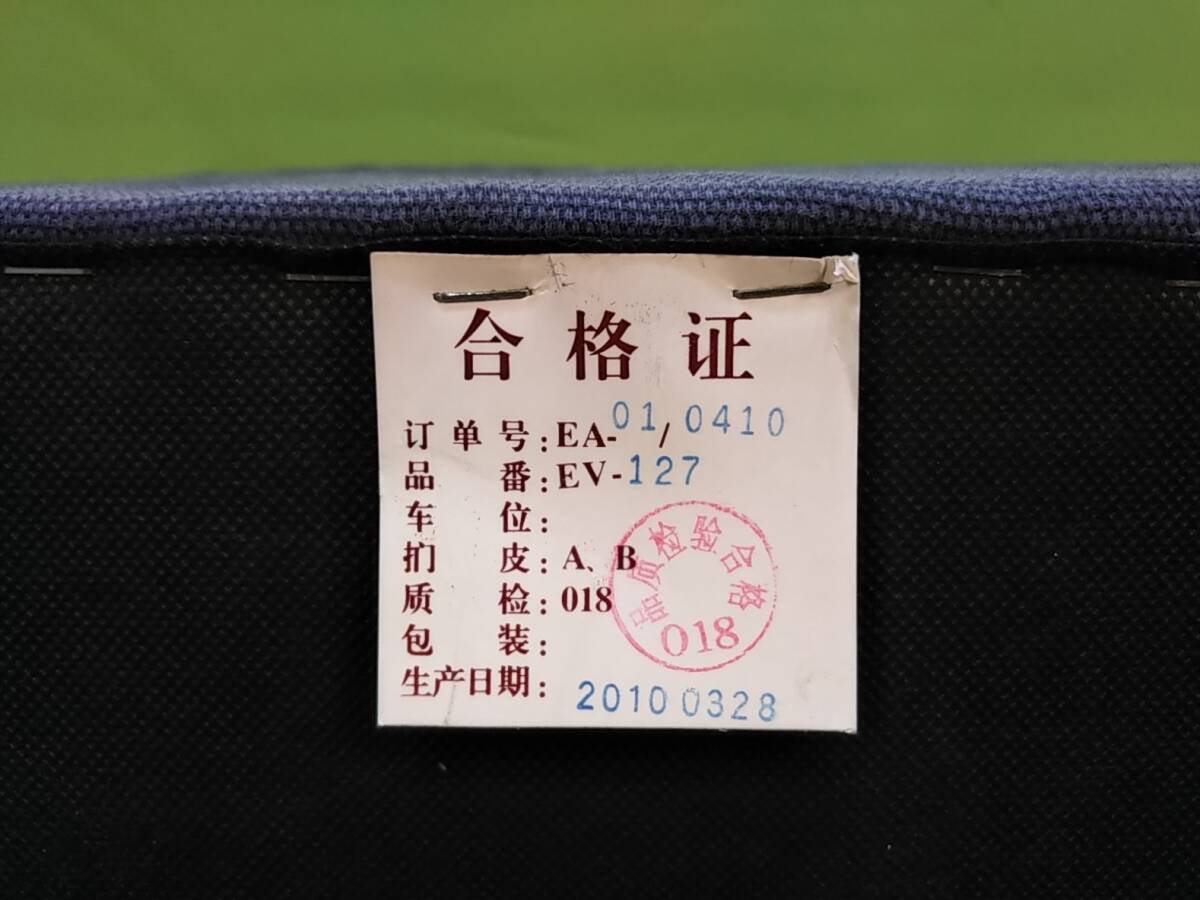 合格证
订单号:EA-01/0410
品番:EV-127
车位:
扪皮:A、B
质检:018
包装:
生产日期:20100328
品质检验合格
018